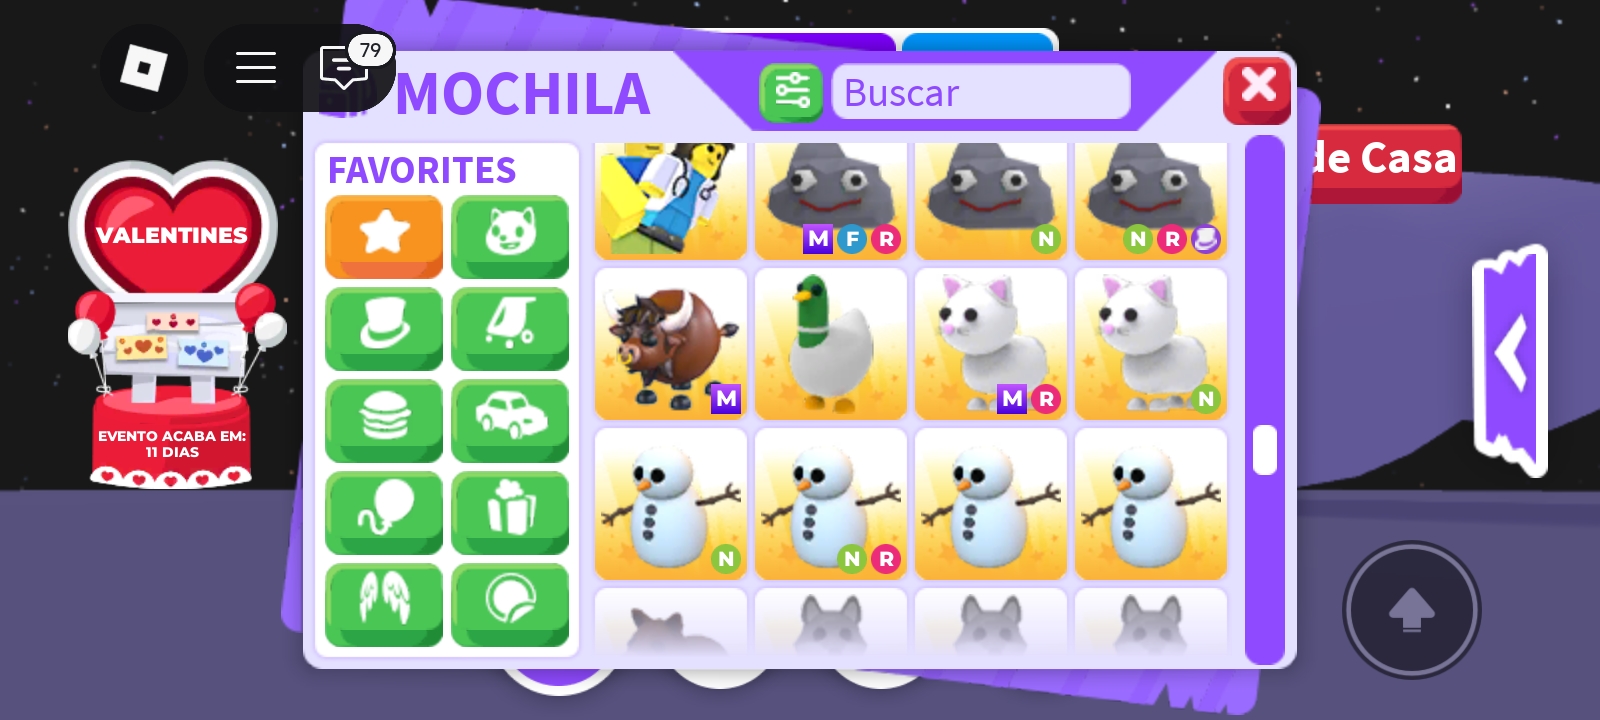 79
MOCHILA
Buscar
FAVORITES
de Casa
VALENTINES
EVENTO ACABA EM:
11 DIAS
M F R
N
N R
M
M R
N
N
N R